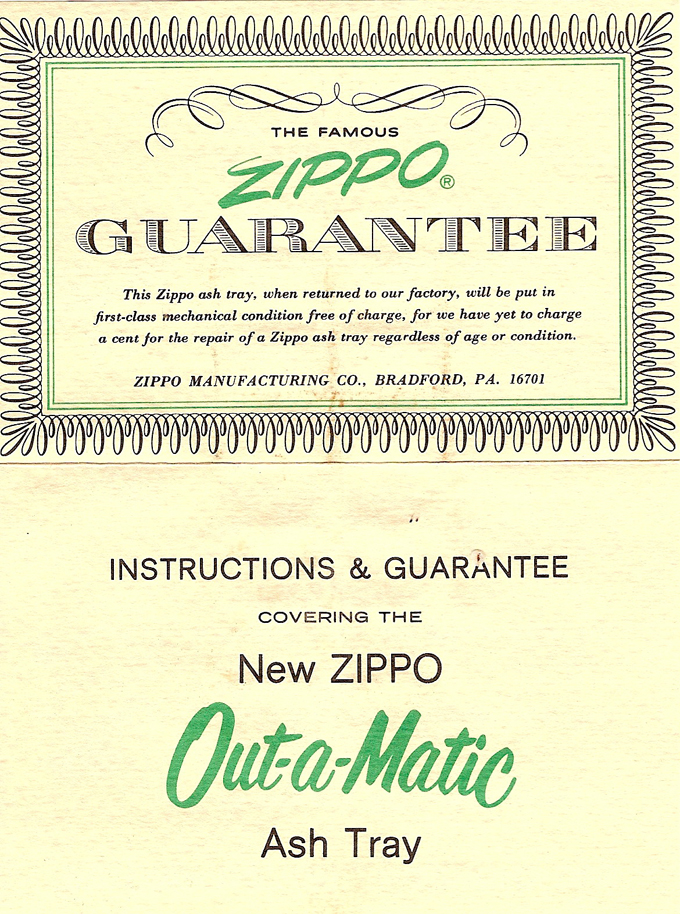 THE FAMOUS
ZIPPO®
GUARANTEE
This Zippo ash tray, when returned to our factory, will be put in
first-class mechanical condition free of charge, for we have yet to charge
a cent for the repair of a Zippo ash tray regardless of age or condition.
ZIPPO MANUFACTURING CO., BRADFORD, PA. 16701
INSTRUCTIONS & GUARANTEE
COVERING THE
New ZIPPO
Out-a-Matic
Ash Tray